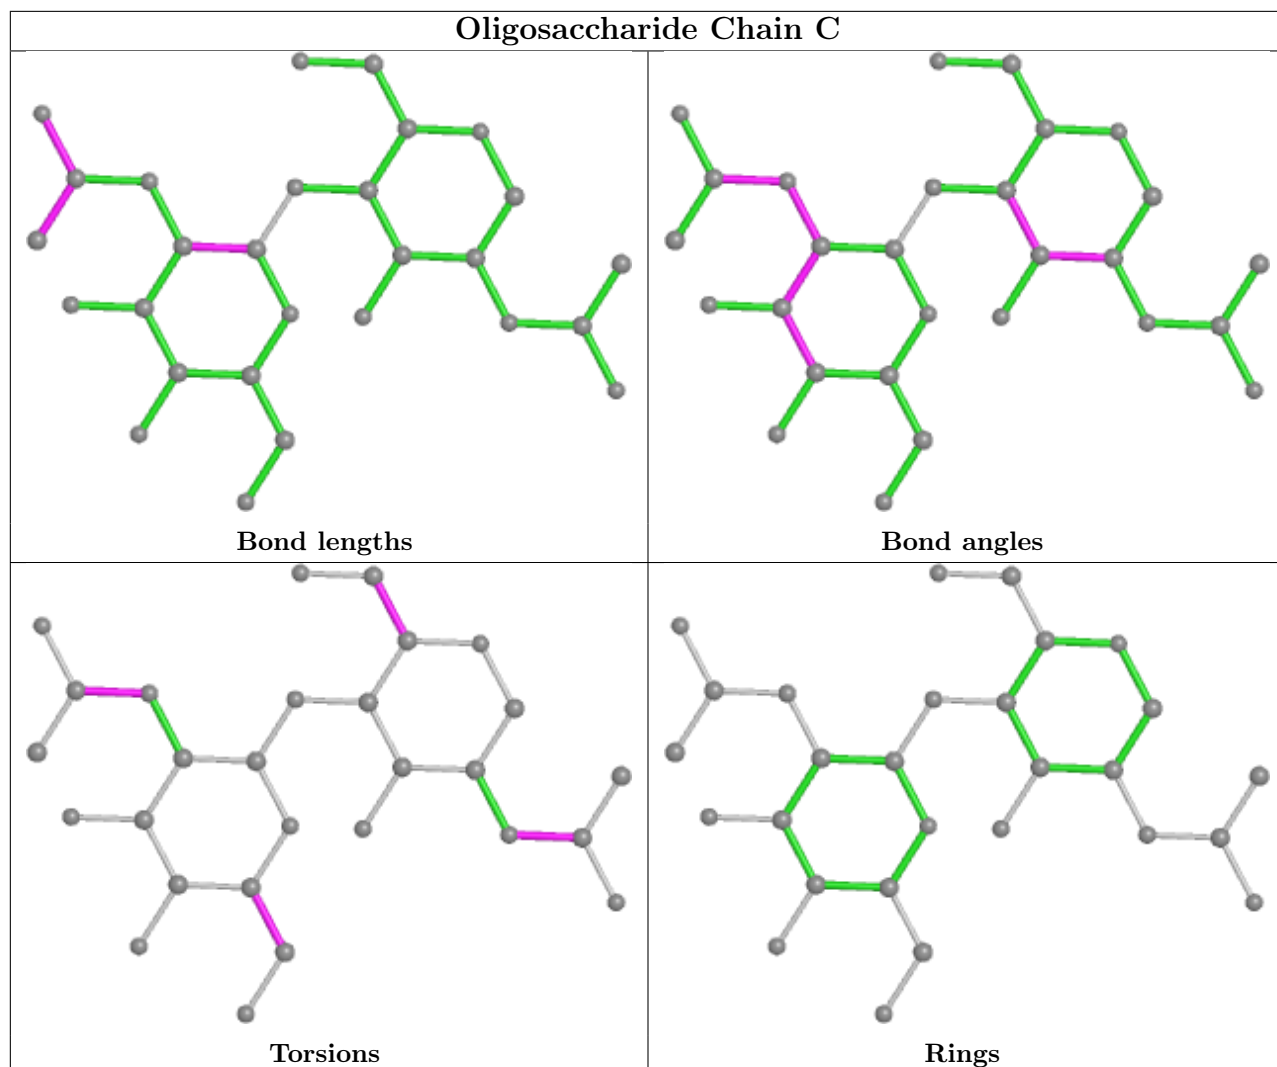 Oligosaccharide Chain C
Bond lengths
Bond angles
Torsions
Rings